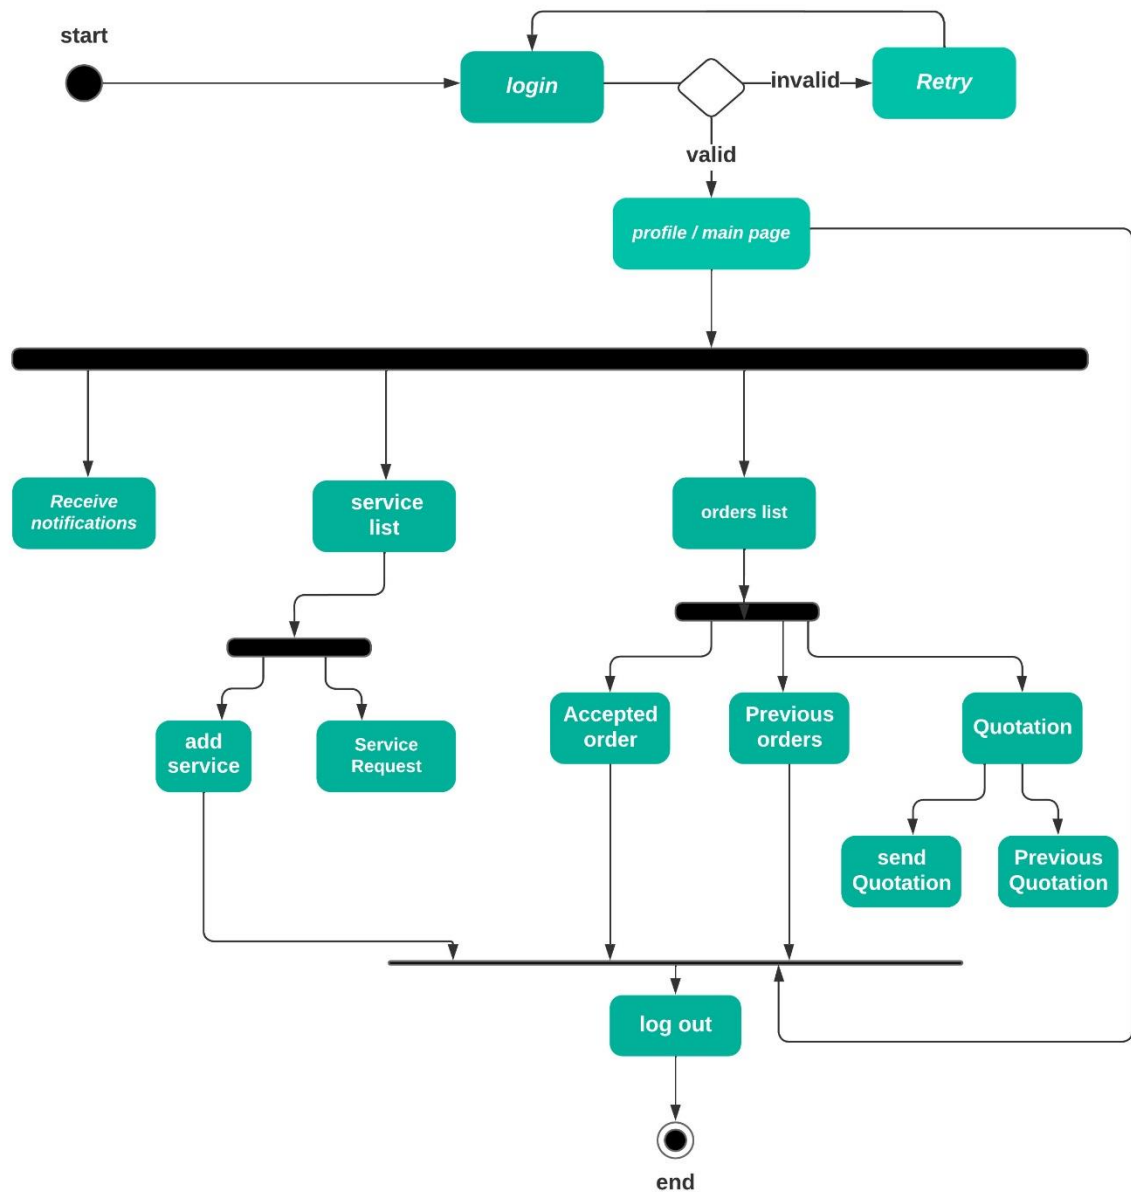 start
login
invalid
Retry
valid
profile / main page
Receive
notifications
service
list
orders list
add
service
Service
Request
Accepted
order
Previous
orders
Quotation
send
Quotation
Previous
Quotation
log out
end